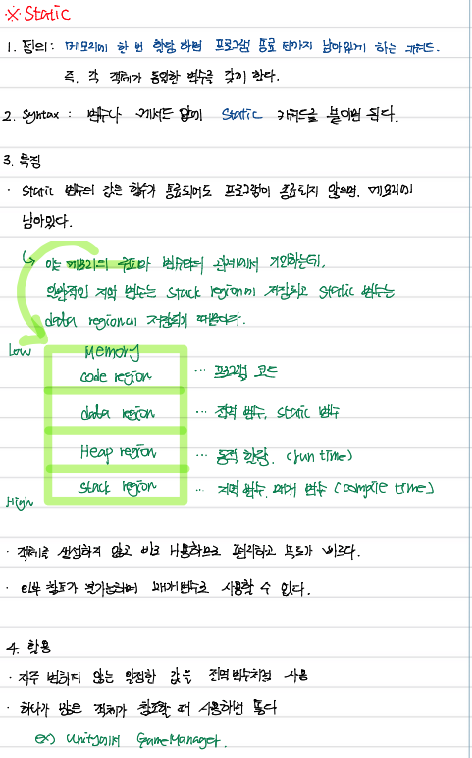 ※ Static
1. 정의 : 메모리에 한 번 할당하면 프로그램 종료 전까지 남아있게 하는 키워드.
즉, 각 객체가 동일한 변수를 갖기 한다.
2. Syntax : 변수나 메서드 앞에 Static 키워드를 붙이면 된다.
3. 특징
· Static 변수의 값은 함수가 종료되어도 프로그램이 종료되지 않으면, 메모리에
남아있다.
↳ 이는 메모리의 구조와 변수와의 관계에서 기인하는데,
일반적인 지역 변수는 stack region에 저장되고 static 변수는
data region에 저장되기 때문이다.
Low Memory
code region ··· 프로그램 코드
data region ··· 전역 변수, static 변수
Heap region ··· 동적 할당. (run time)
stack region ··· 지역 변수, 매개 변수 (compile time)
High
· 객체를 생성하지 않고 바로 사용하므로 편리하고 속도가 빠르다.
· 외부 참조가 가능하며 매개변수로 사용할 수 있다.
4. 활용
· 자주 변하지 않는 일정한 값을 전역변수처럼 사용
· 하나가 많은 객체가 참조할 때 사용하면 좋다
ex) Unity에서 GameManager.